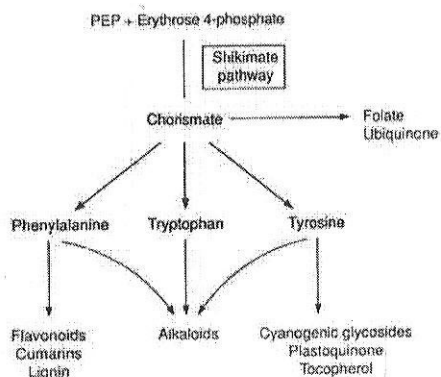 PEP + Erythrose 4-phosphate
Shikimate
pathway
Chorismate
Folate
Ubiquinone
Phenylalanine
Tryptophan
Tyrosine
Flavonoids
Cumarins
Lignin
Alkaloids
Cyanogenic glycosides
Plastoquinone
Tocopherol